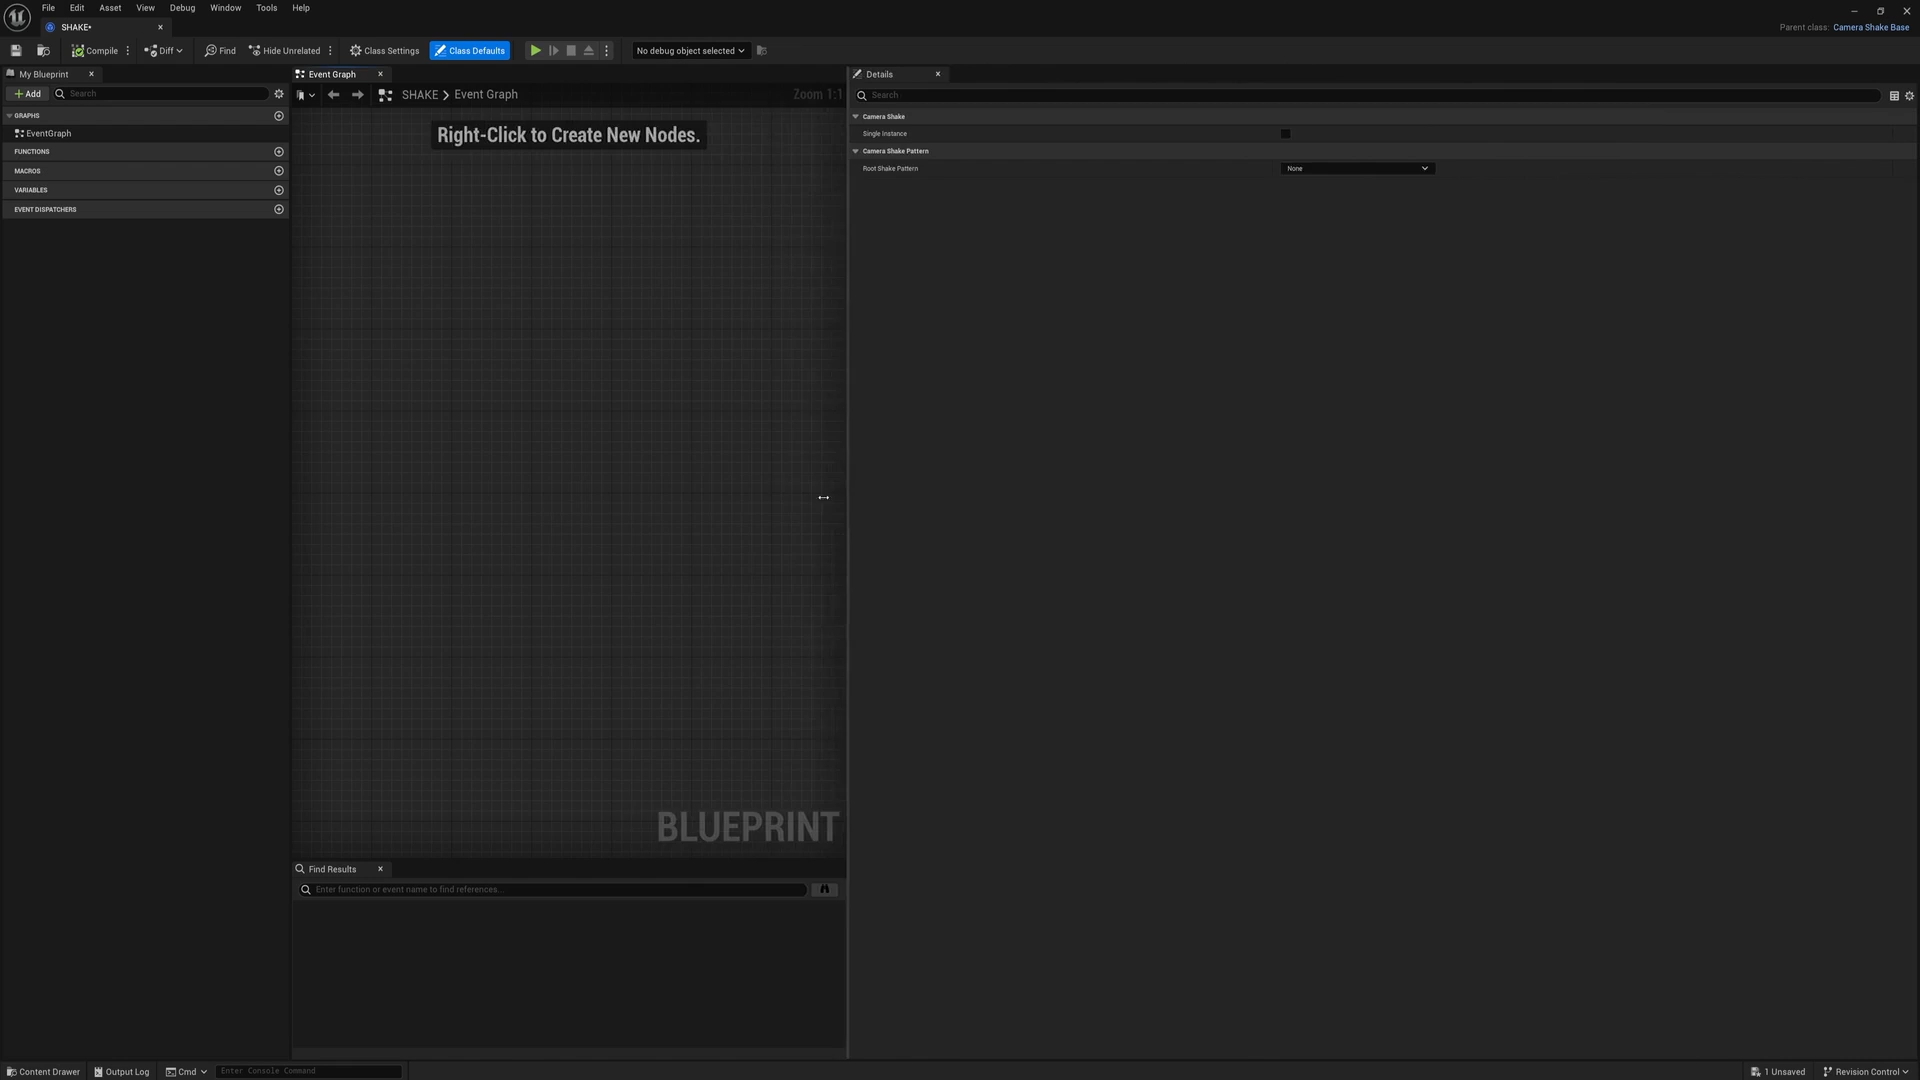 File Edit Asset View Debug Window Tools Help
SHAKE•
Parent class: Camera Shake Base
Compile Diff Find Hide Unrelated Class Settings Class Defaults No debug object selected
My Blueprint
Event Graph
Details
Add Search
SHAKE > Event Graph
Zoom 1:1
Search
GRAPHS
EventGraph
FUNCTIONS
MACROS
VARIABLES
EVENT DISPATCHERS
Right-Click to Create New Nodes.
Camera Shake
Single Instance
Camera Shake Pattern
Root Shake Pattern None
BLUEPRINT
Find Results
Enter function or event name to find references...
Content Drawer Output Log Cmd Enter Console Command 1 Unsaved Revision Control